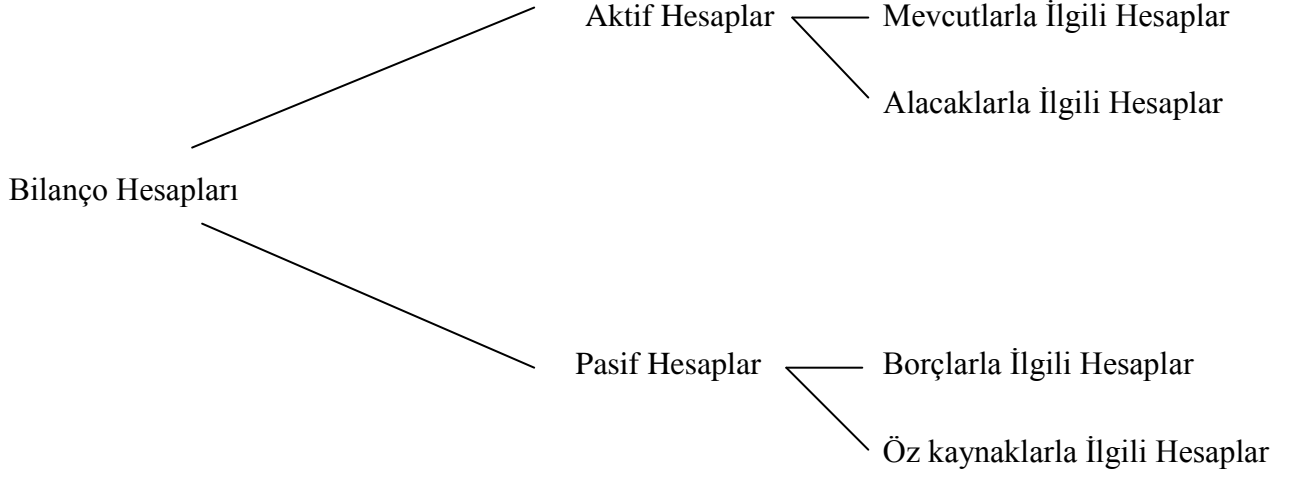 Aktif Hesaplar
Mevcutlarla İlgili Hesaplar
Alacaklarla İlgili Hesaplar
Bilanço Hesapları
Pasif Hesaplar
Borçlarla İlgili Hesaplar
Öz kaynaklarla İlgili Hesaplar